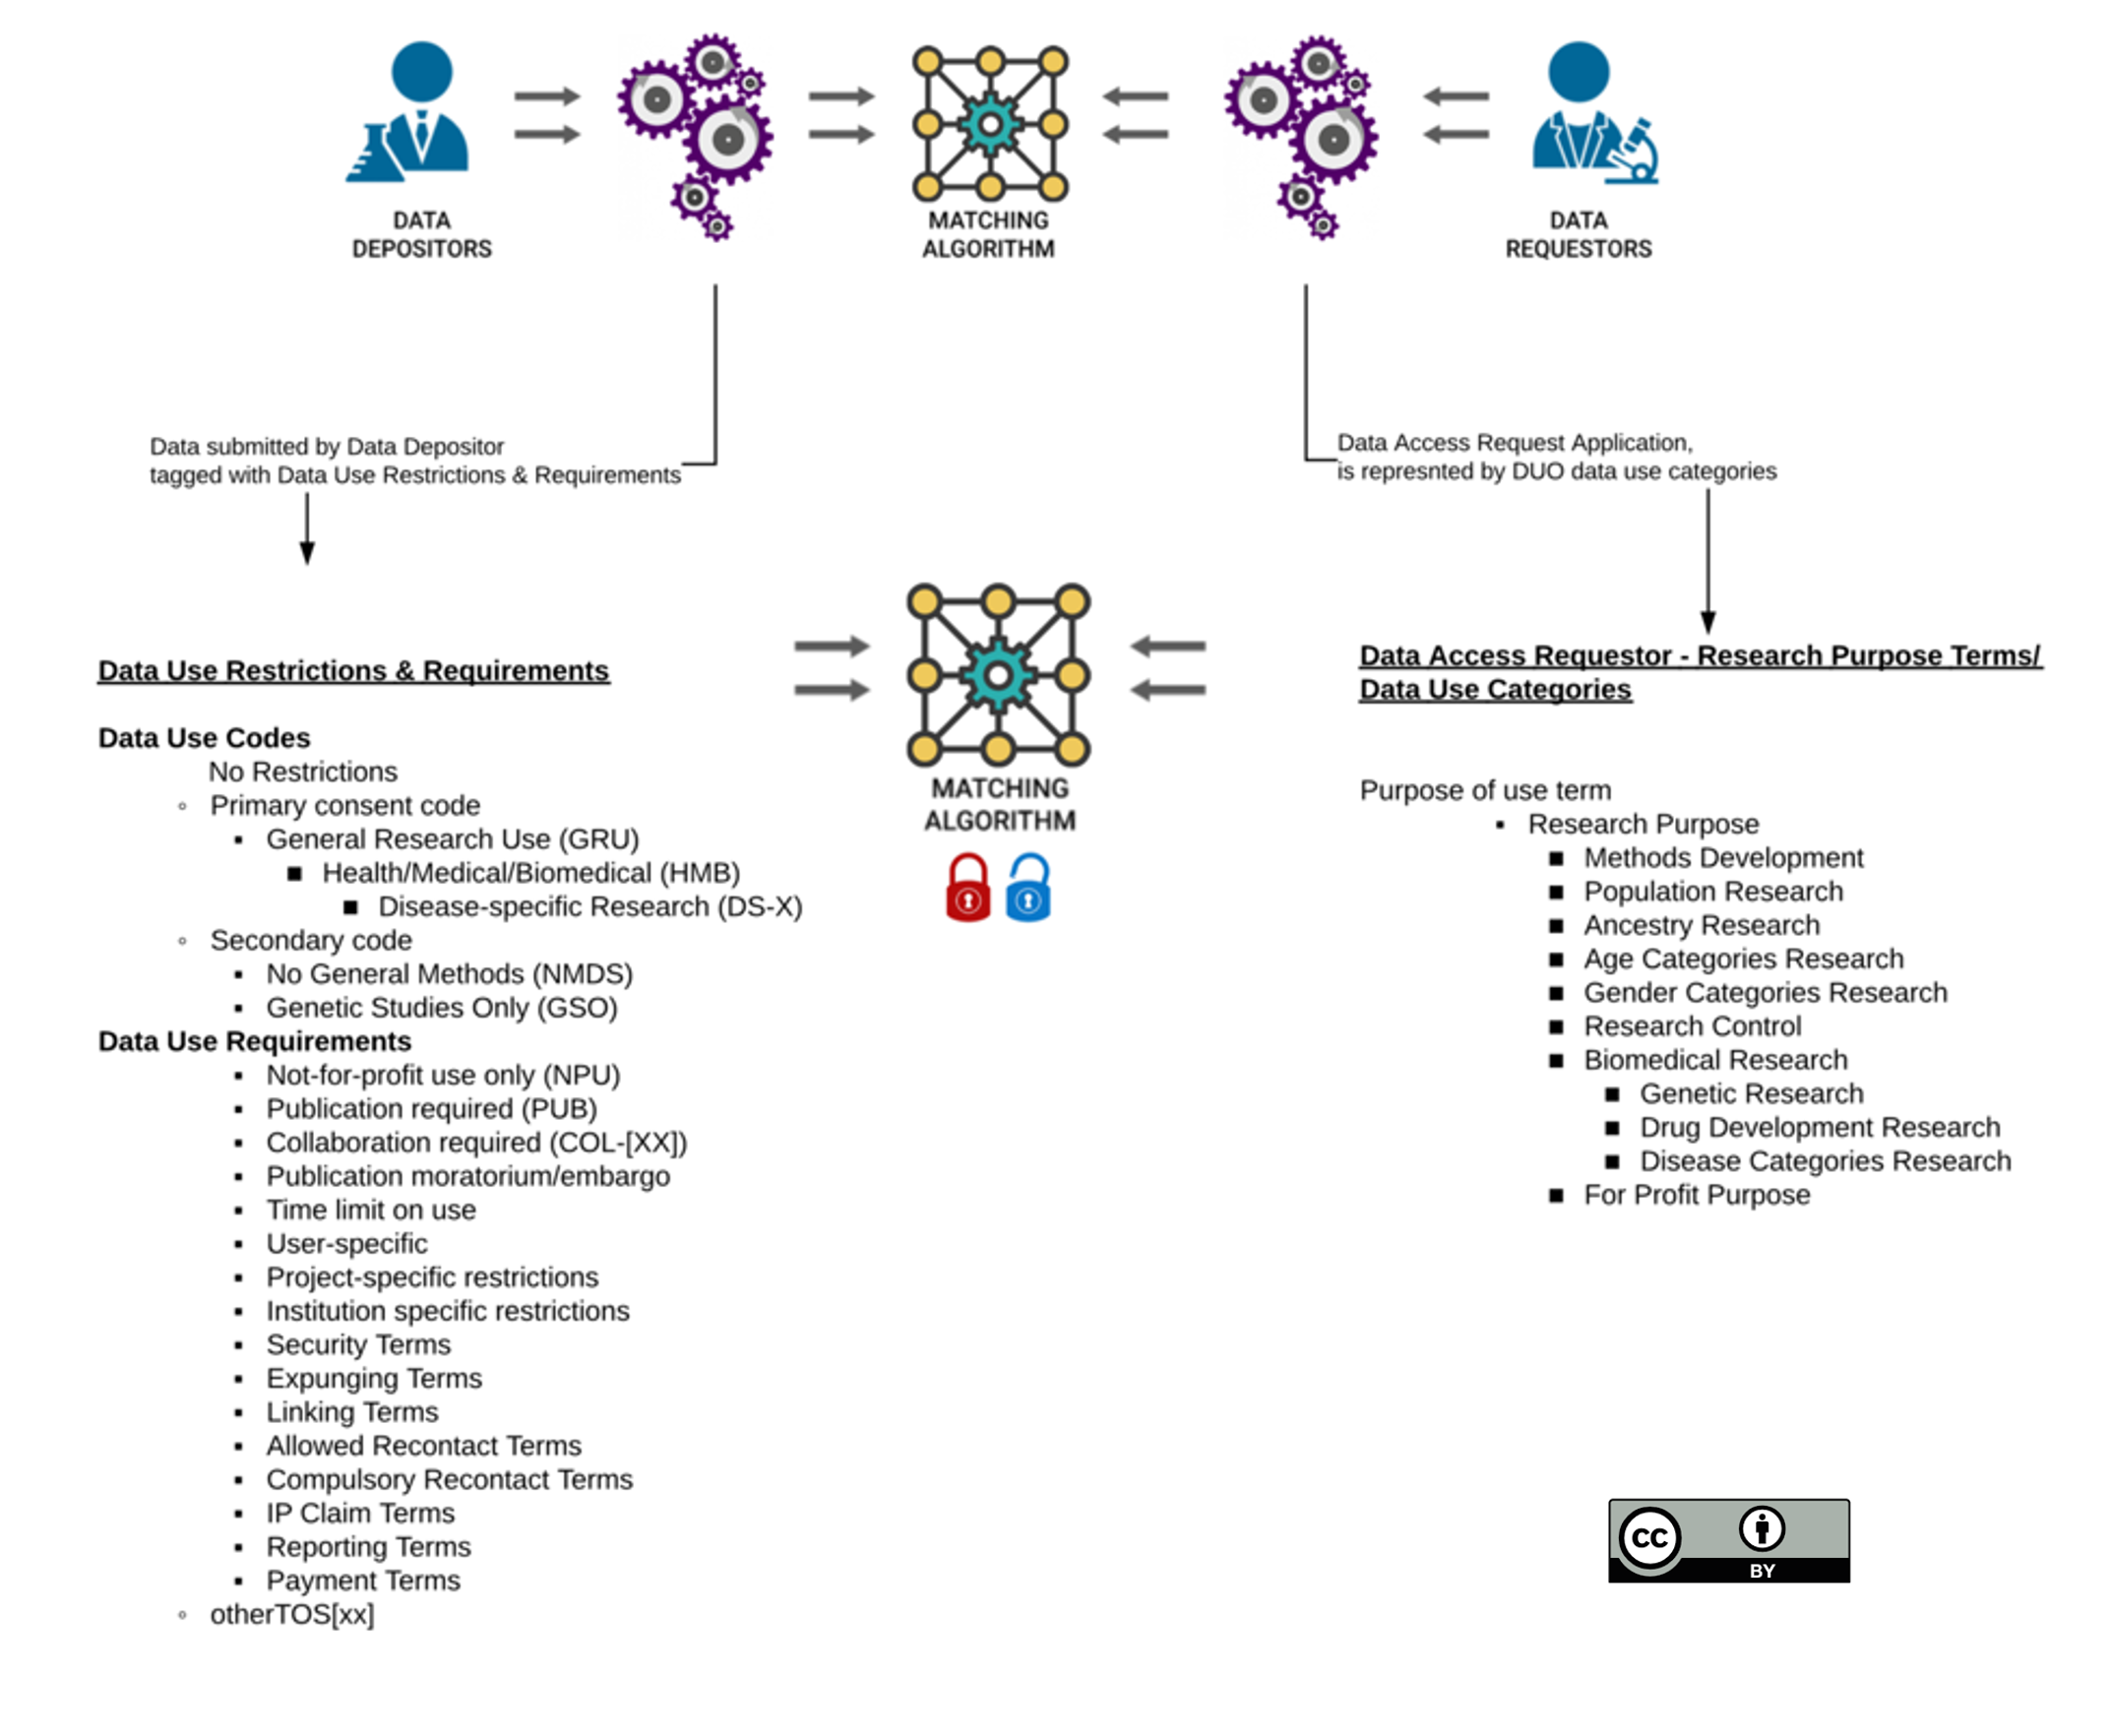 DATA
DEPOSITORS
MATCHING
ALGORITHM
DATA
REQUESTORS
Data submitted by Data Depositor
tagged with Data Use Restrictions & Requirements
Data Access Request Application,
is represnted by DUO data use categories
Data Use Restrictions & Requirements
Data Use Codes
No Restrictions
◦ Primary consent code
▪ General Research Use (GRU)
■ Health/Medical/Biomedical (HMB)
■ Disease-specific Research (DS-X)
◦ Secondary code
▪ No General Methods (NMDS)
▪ Genetic Studies Only (GSO)
Data Use Requirements
▪ Not-for-profit use only (NPU)
▪ Publication required (PUB)
▪ Collaboration required (COL-[XX])
▪ Publication moratorium/embargo
▪ Time limit on use
▪ User-specific
▪ Project-specific restrictions
▪ Institution specific restrictions
▪ Security Terms
▪ Expunging Terms
▪ Linking Terms
▪ Allowed Recontact Terms
▪ Compulsory Recontact Terms
▪ IP Claim Terms
▪ Reporting Terms
▪ Payment Terms
◦ otherTOS[xx]
MATCHING
ALGORITHM
Data Access Requestor - Research Purpose Terms/
Data Use Categories
Purpose of use term
▪ Research Purpose
■ Methods Development
■ Population Research
■ Ancestry Research
■ Age Categories Research
■ Gender Categories Research
■ Research Control
■ Biomedical Research
■ Genetic Research
■ Drug Development Research
■ Disease Categories Research
■ For Profit Purpose
cc
BY